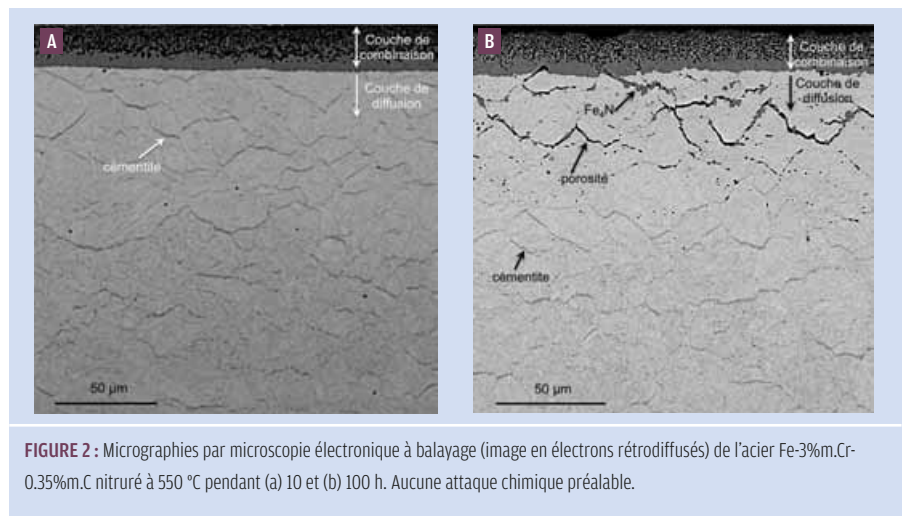 A
Couche de
combinaison
Couche de
diffusion
cémentite
50 µm
B
Couche de
combinaison
Couche de
diffusion
Fe₄N
porosité
cémentite
50 µm
FIGURE 2 : Micrographies par microscopie électronique à balayage (image en électrons rétrodiffusés) de l'acier Fe-3%m.Cr-
0.35%m.C nitruré à 550 °C pendant (a) 10 et (b) 100 h. Aucune attaque chimique préalable.